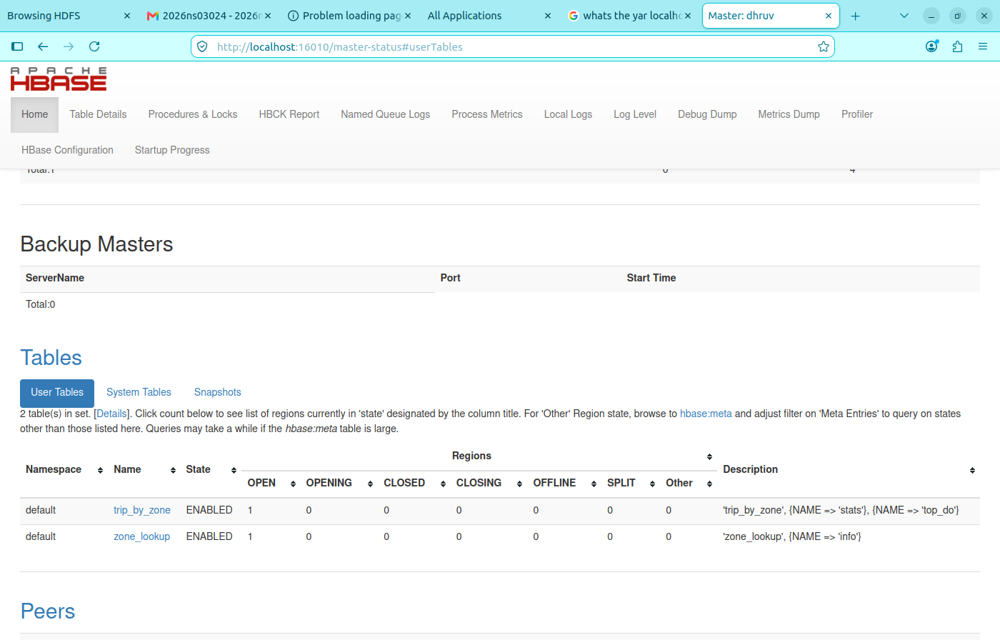 Browsing HDFS
2026ns03024 - 2026r
Problem loading pag
All Applications
whats the yar localho
Master: dhruv
http://localhost:16010/master-status#userTables
APACHE
HBASE
Home Table Details Procedures & Locks HBCK Report Named Queue Logs Process Metrics Local Logs Log Level Debug Dump Metrics Dump Profiler
HBase Configuration Startup Progress
Total:1 0 4
Backup Masters
ServerName Port Start Time
Total:0
Tables
User Tables System Tables Snapshots
2 table(s) in set. [Details]. Click count below to see list of regions currently in 'state' designated by the column title. For 'Other' Region state, browse to hbase:meta and adjust filter on 'Meta Entries' to query on states
other than those listed here. Queries may take a while if the hbase:meta table is large.
Regions
Namespace Name State Description
OPEN OPENING CLOSED CLOSING OFFLINE SPLIT Other
default trip_by_zone ENABLED 1 0 0 0 0 0 0 'trip_by_zone', {NAME => 'stats'}, {NAME => 'top_do'}
default zone_lookup ENABLED 1 0 0 0 0 0 0 'zone_lookup', {NAME => 'info'}
Peers